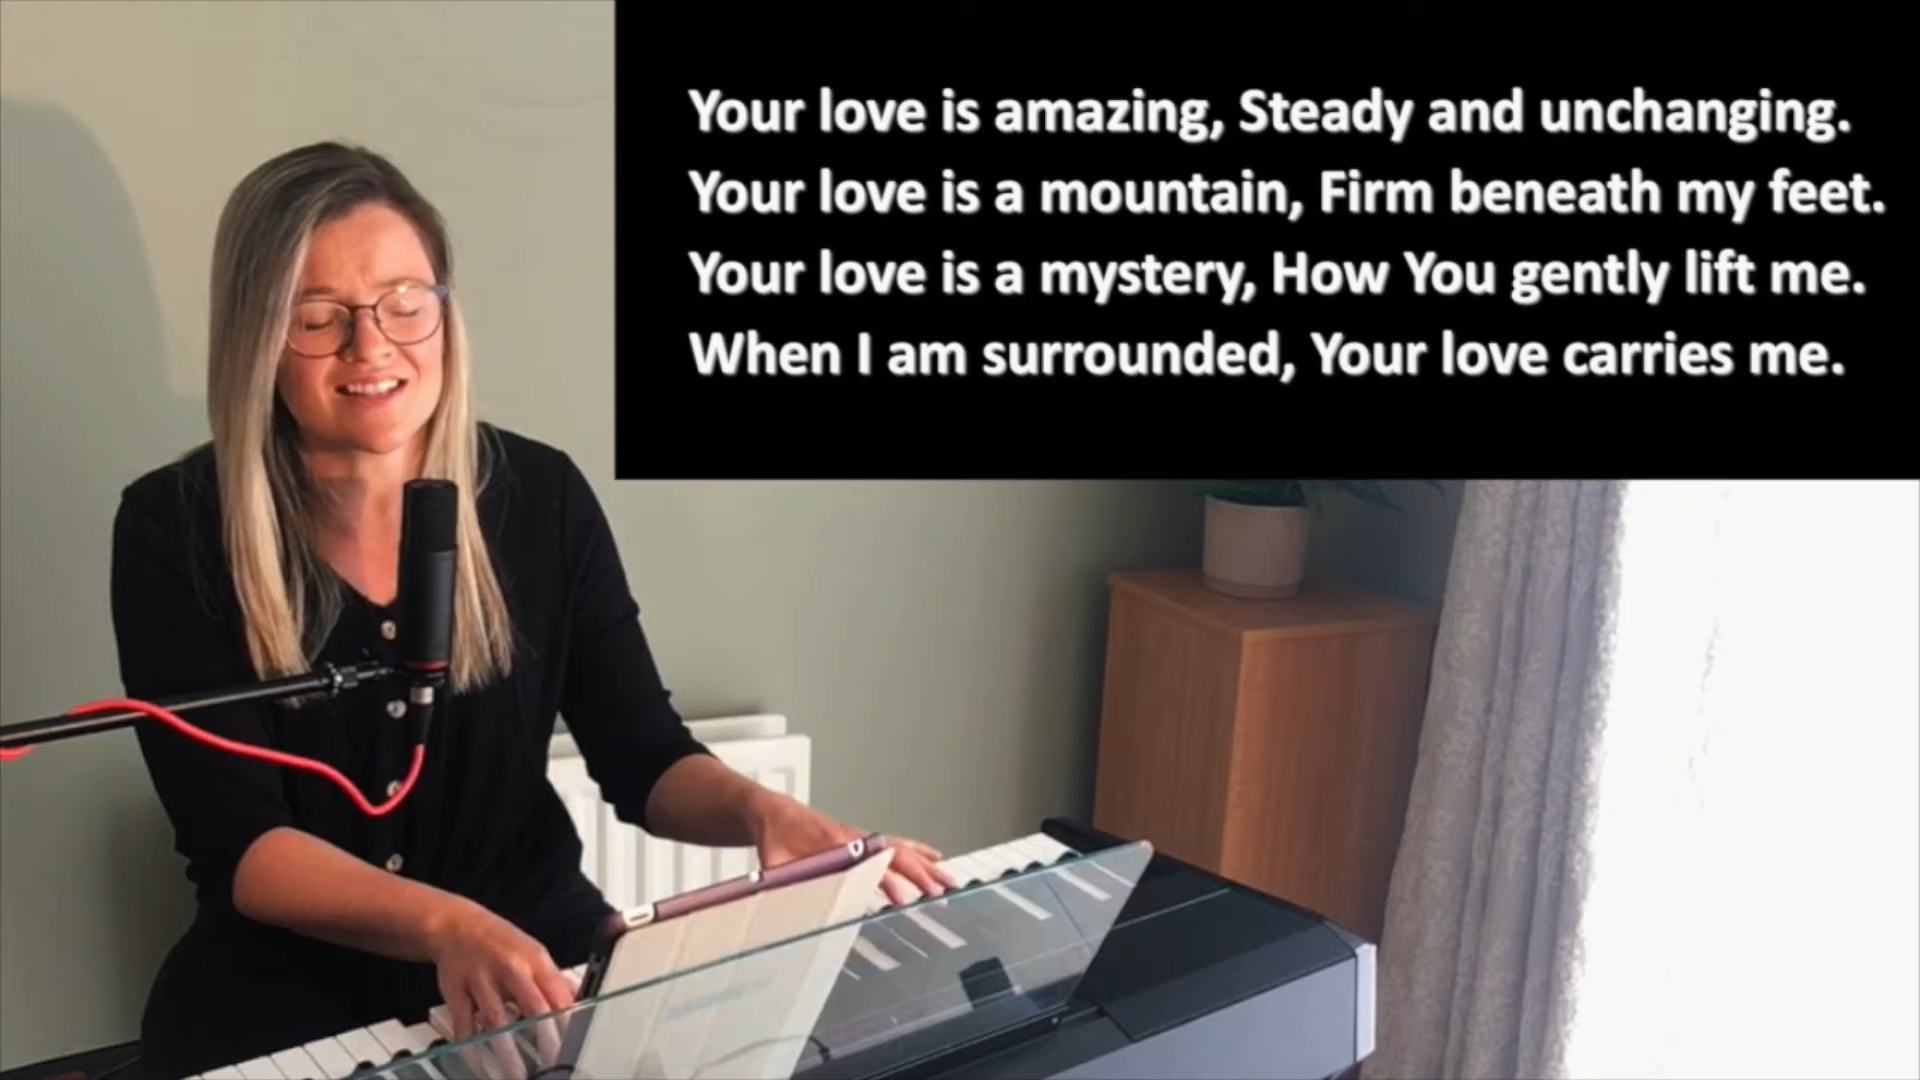 Your love is amazing, Steady and unchanging.
Your love is a mountain, Firm beneath my feet.
Your love is a mystery, How You gently lift me.
When I am surrounded, Your love carries me.